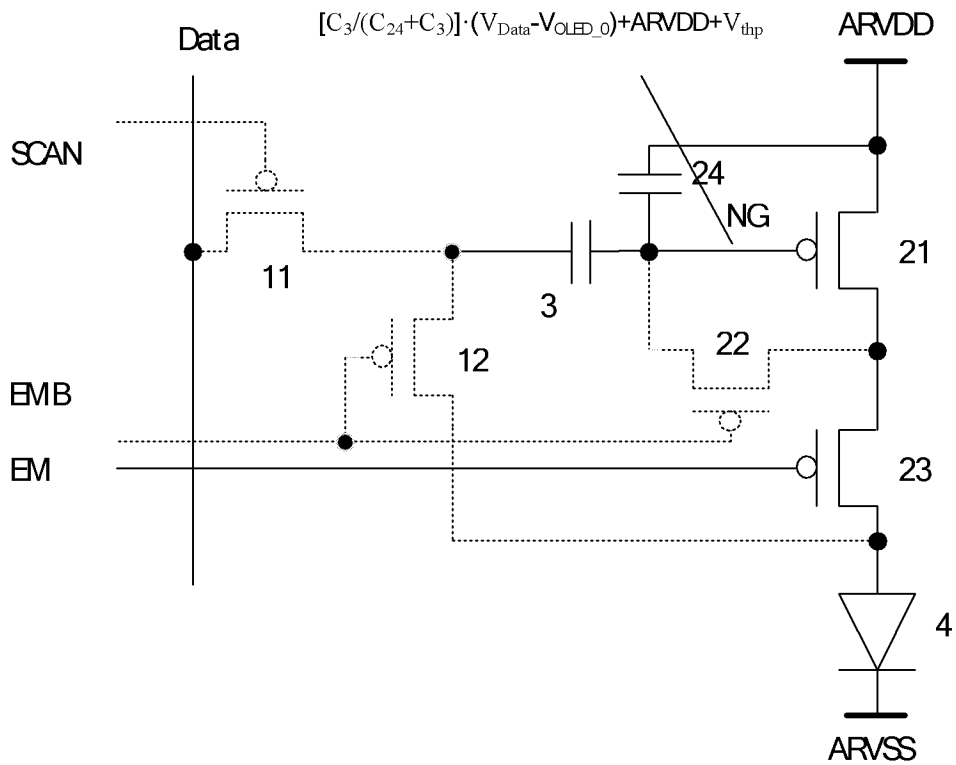 [C3/(C24+C3)]·(VData-VOLED_0)+ARVDD+Vthp
Data
ARVDD
SCAN
24
NG
11
3
21
12
22
EMB
EM
23
4
ARVSS